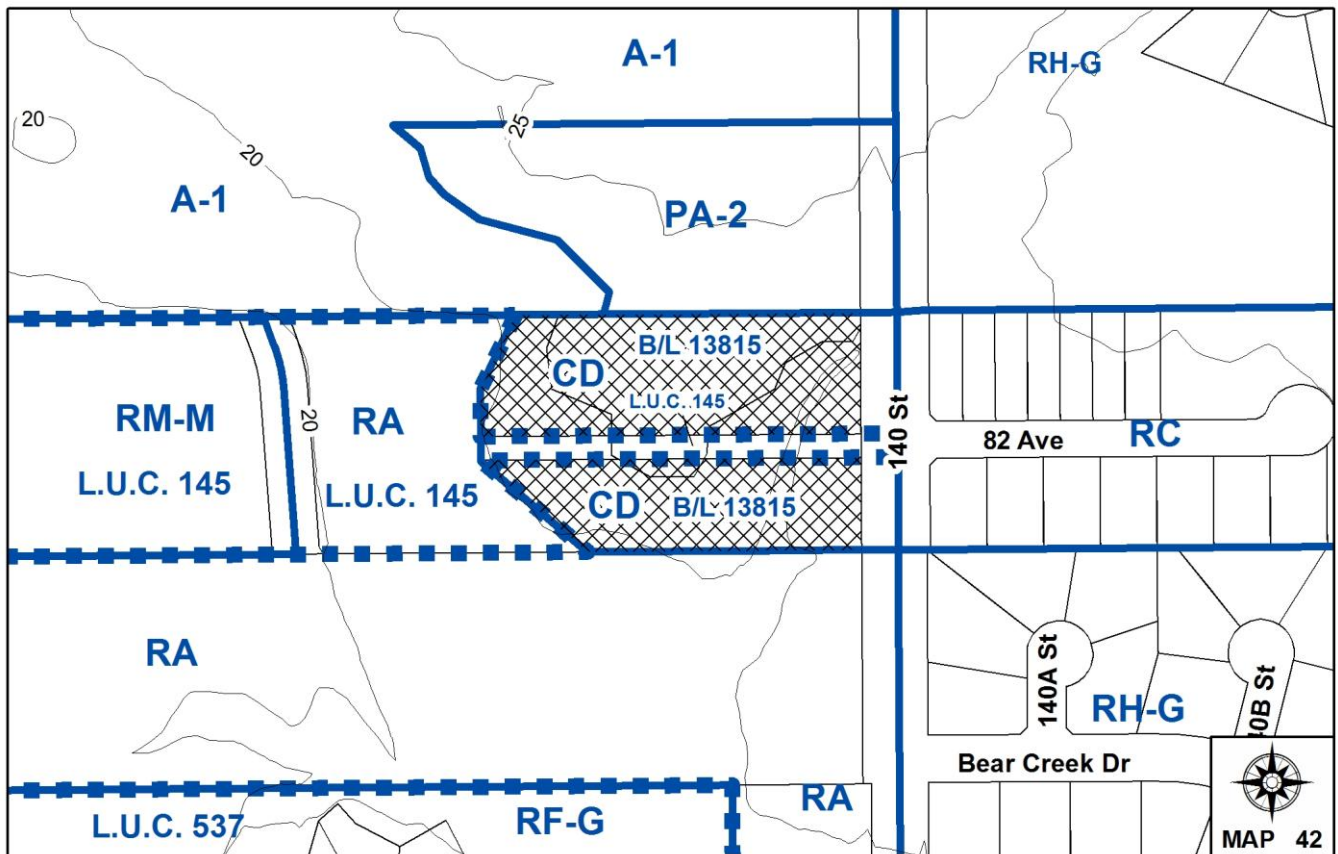 A-1
RH-G
20
25
20
A-1
PA-2
B/L 13815
CD
L.U.C. 145
RM-M
20
RA
140 St
82 Ave
RC
L.U.C. 145
L.U.C. 145
CD
B/L 13815
RA
140A St
RH-G
40B St
Bear Creek Dr
RA
L.U.C. 537
RF-G
MAP 42